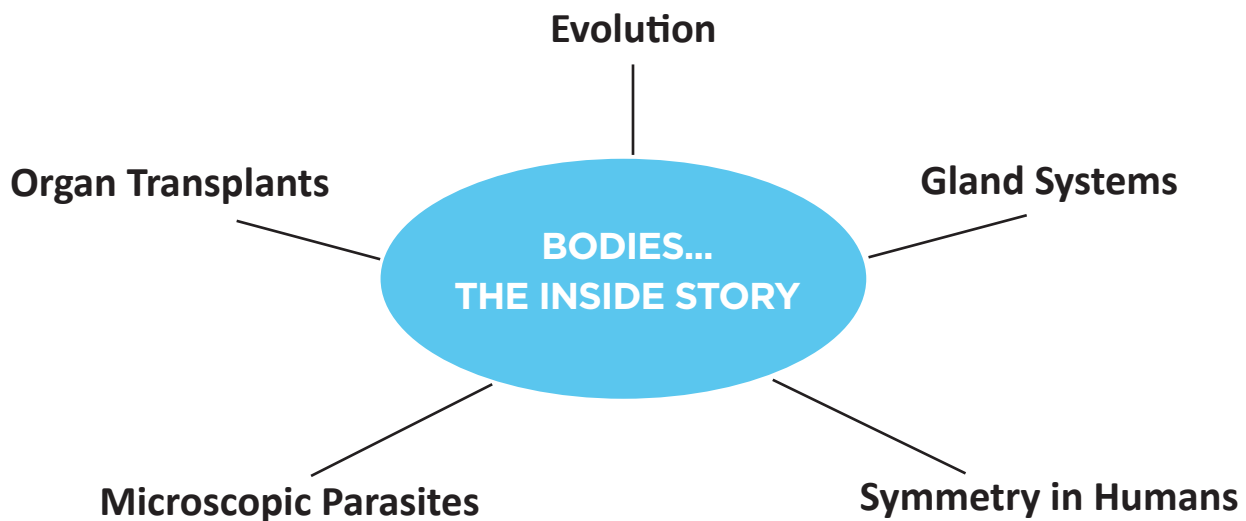 Evolution
Organ Transplants
Gland Systems
BODIES...
THE INSIDE STORY
Microscopic Parasites
Symmetry in Humans